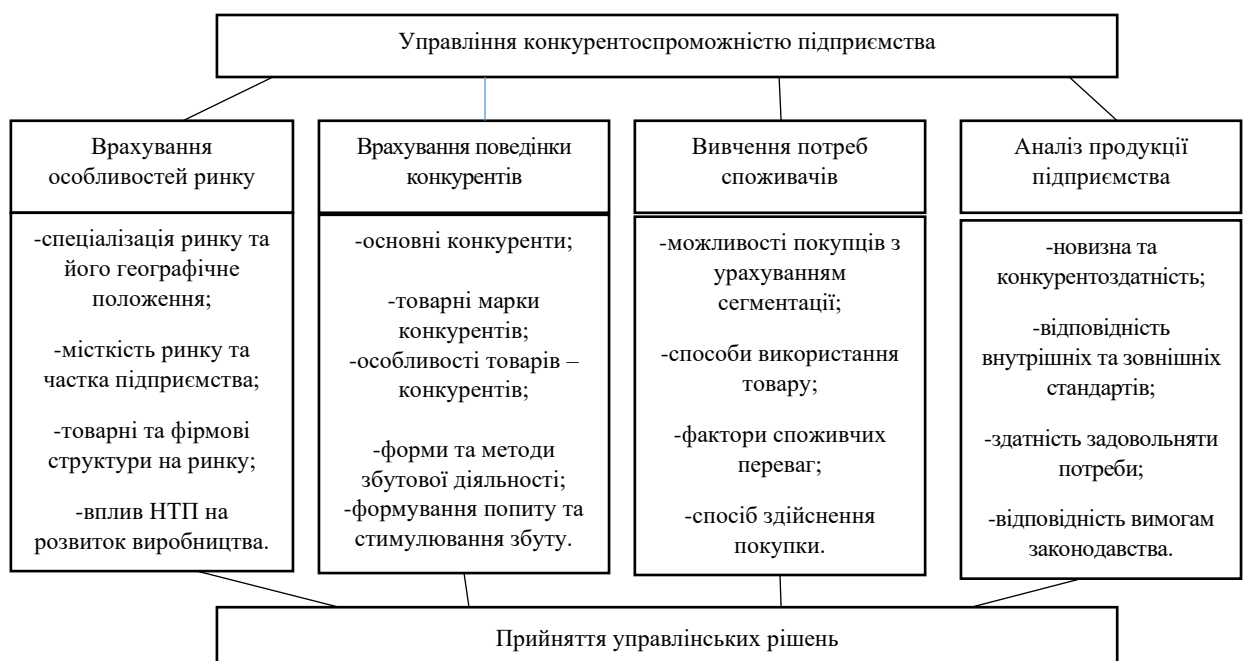 Управління конкурентоспроможністю підприємства
Врахування
особливостей ринку
-спеціалізація ринку та
його географічне
положення;
-місткість ринку та
частка підприємства;
-товарні та фірмові
структури на ринку;
-вплив НТП на
розвиток виробництва.
Врахування поведінки
конкурентів
-основні конкуренти;
-товарні марки
конкурентів;
-особливості товарів –
конкурентів;
-форми та методи
збутової діяльності;
-формування попиту та
стимулювання збуту.
Вивчення потреб
споживачів
-можливості покупців з
урахуванням
сегментації;
-способи використання
товару;
-фактори споживчих
переваг;
-спосіб здійснення
покупки.
Аналіз продукції
підприємства
-новизна та
конкурентоздатність;
-відповідність
внутрішніх та зовнішніх
стандартів;
-здатність задовольняти
потреби;
-відповідність вимогам
законодавства.
Прийняття управлінських рішень